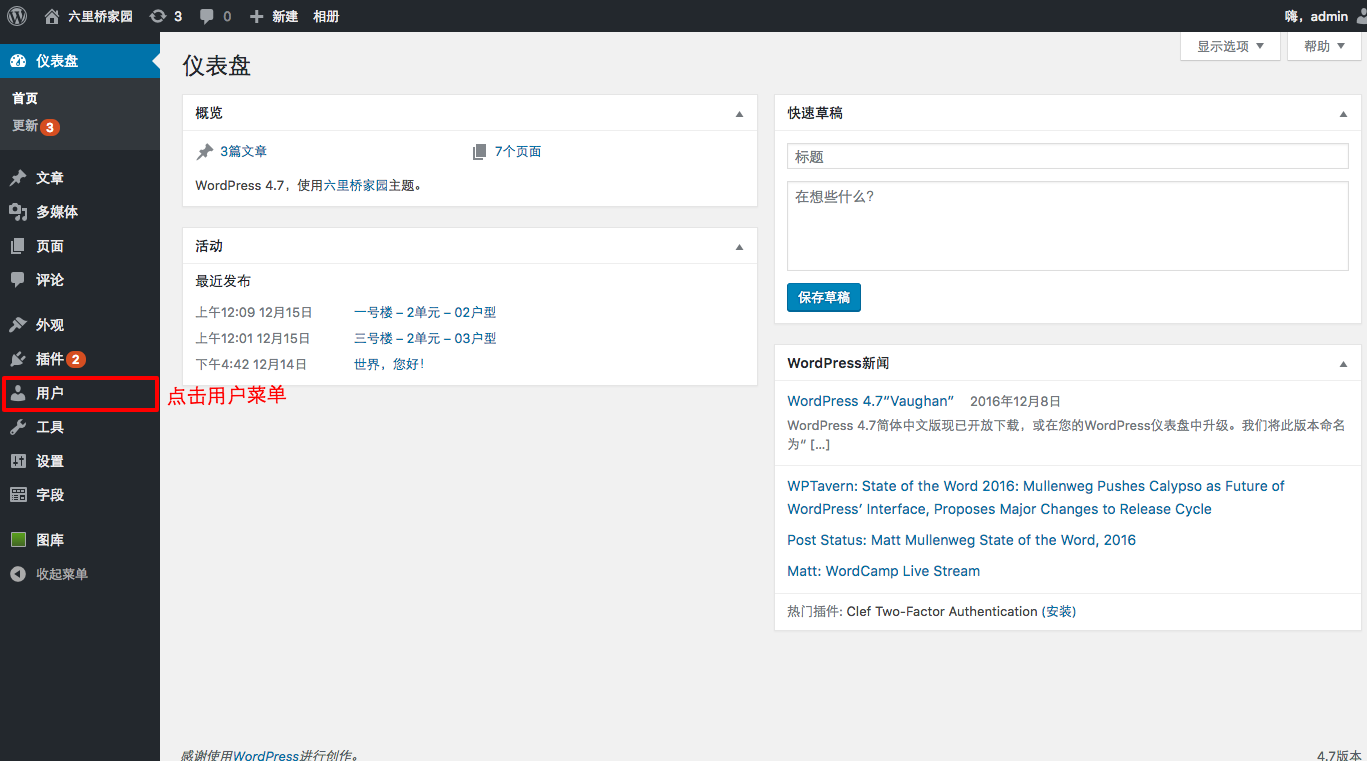 六里桥家园 3 0 新建 相册 嗨，admin
仪表盘
首页
更新 3
文章
多媒体
页面
评论
外观
插件 2
用户
点击用户菜单
工具
设置
字段
图库
收起菜单
显示选项 帮助
仪表盘
概览
3篇文章 7个页面
WordPress 4.7，使用六里桥家园主题。
活动
最近发布
上午12:09 12月15日 一号楼 – 2单元 – 02户型
上午12:01 12月15日 三号楼 – 2单元 – 03户型
下午4:42 12月14日 世界，您好！
快速草稿
标题
在想些什么？
保存草稿
WordPress新闻
WordPress 4.7“Vaughan” 2016年12月8日
WordPress 4.7简体中文版现已开放下载，或在您的WordPress仪表盘中升级。我们将此版本命名
为“ […]
WPTavern: State of the Word 2016: Mullenweg Pushes Calypso as Future of
WordPress’ Interface, Proposes Major Changes to Release Cycle
Post Status: Matt Mullenweg State of the Word, 2016
Matt: WordCamp Live Stream
热门插件: Clef Two-Factor Authentication (安装)
感谢使用WordPress进行创作。
4.7版本